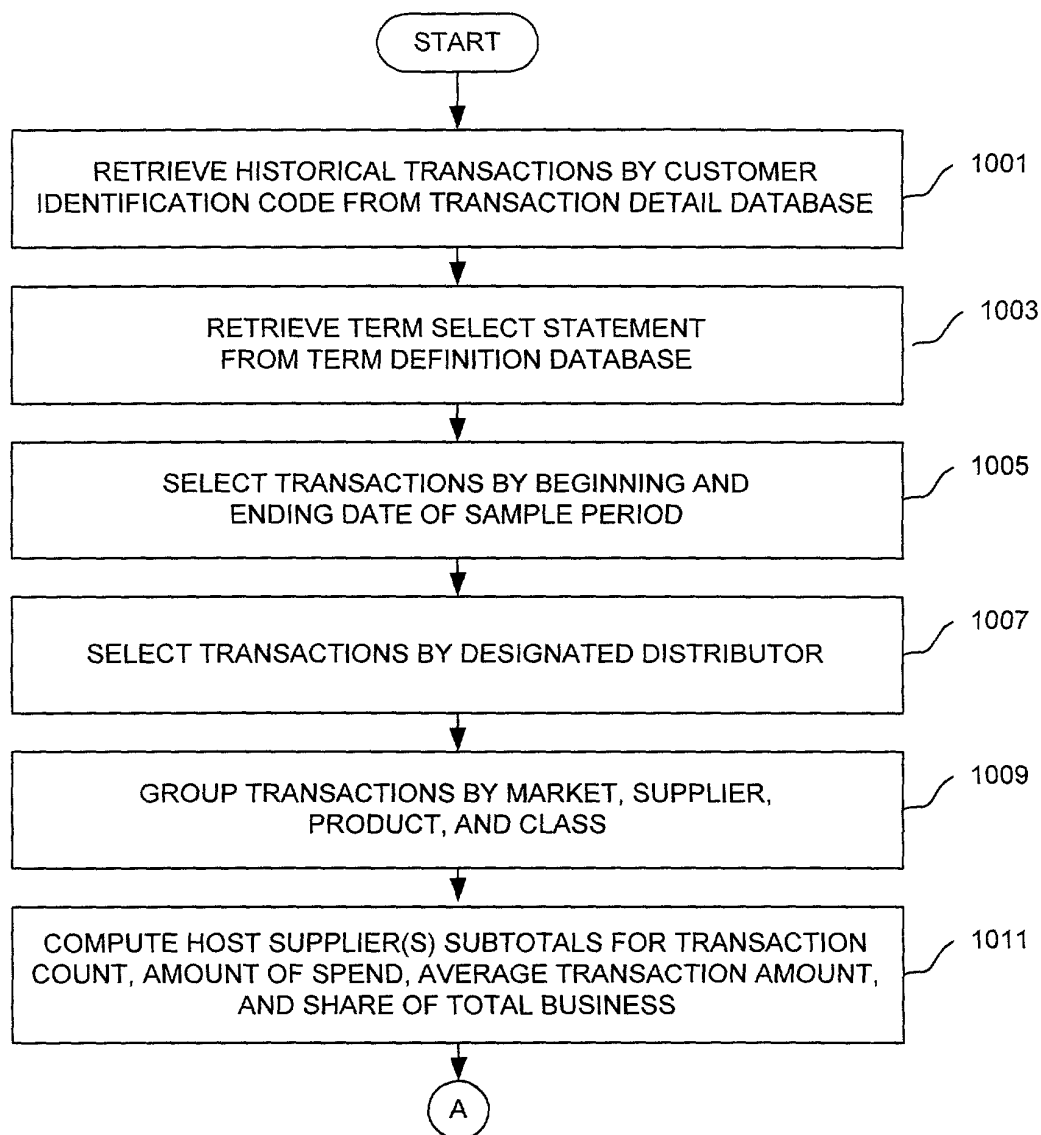 START
RETRIEVE HISTORICAL TRANSACTIONS BY CUSTOMER
IDENTIFICATION CODE FROM TRANSACTION DETAIL DATABASE
1001
RETRIEVE TERM SELECT STATEMENT
FROM TERM DEFINITION DATABASE
1003
SELECT TRANSACTIONS BY BEGINNING AND
ENDING DATE OF SAMPLE PERIOD
1005
SELECT TRANSACTIONS BY DESIGNATED DISTRIBUTOR
1007
GROUP TRANSACTIONS BY MARKET, SUPPLIER,
PRODUCT, AND CLASS
1009
COMPUTE HOST SUPPLIER(S) SUBTOTALS FOR TRANSACTION
COUNT, AMOUNT OF SPEND, AVERAGE TRANSACTION AMOUNT,
AND SHARE OF TOTAL BUSINESS
1011
A